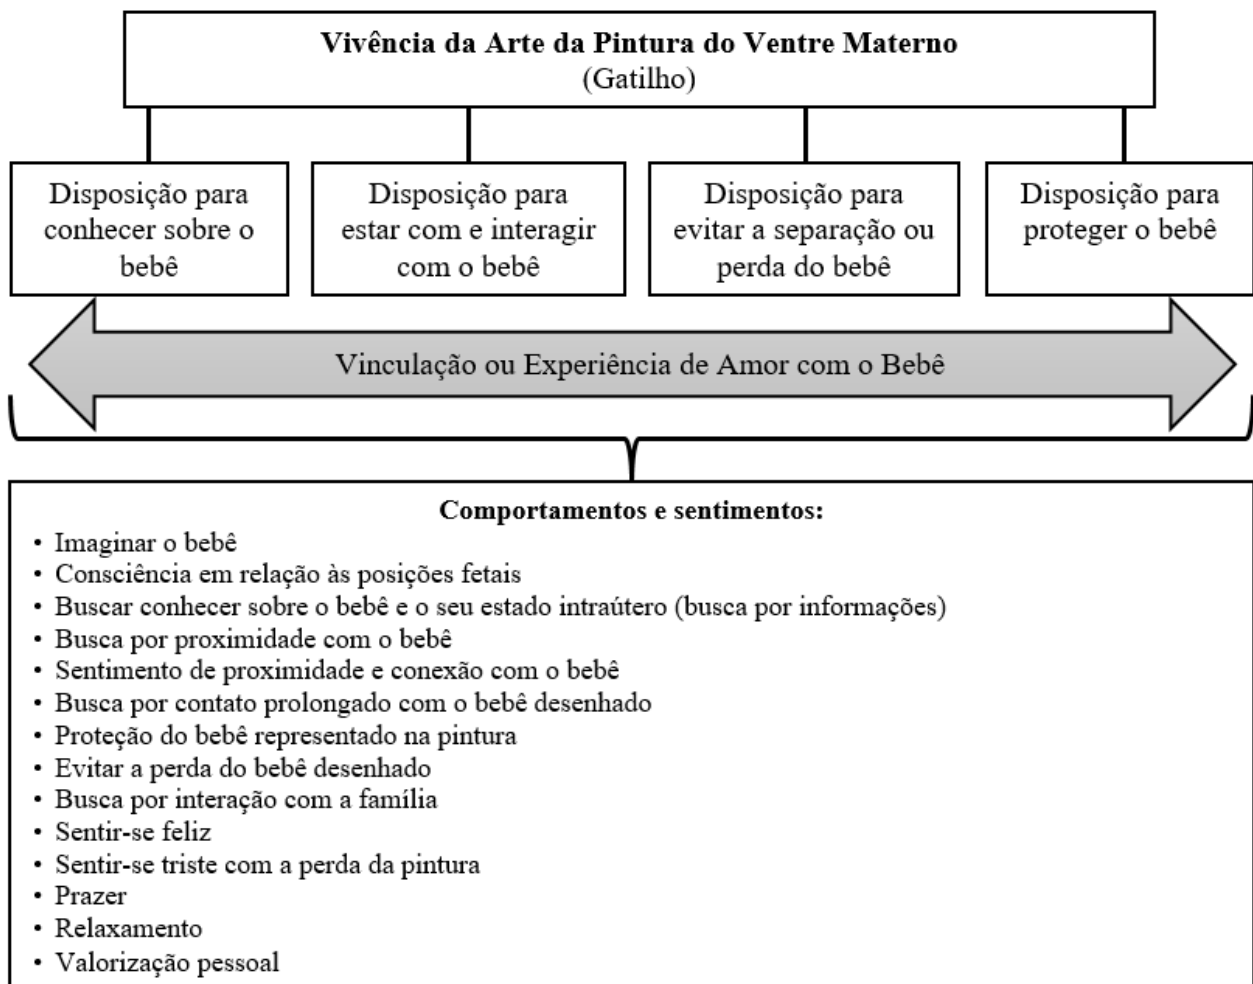 Vivência da Arte da Pintura do Ventre Materno
(Gatilho)
Disposição para
conhecer sobre o
bebê
Disposição para
estar com e interagir
com o bebê
Disposição para
evitar a separação ou
perda do bebê
Disposição para
proteger o bebê
Vinculação ou Experiência de Amor com o Bebê
Comportamentos e sentimentos:
• Imaginar o bebê
• Consciência em relação às posições fetais
• Buscar conhecer sobre o bebê e o seu estado intraútero (busca por informações)
• Busca por proximidade com o bebê
• Sentimento de proximidade e conexão com o bebê
• Busca por contato prolongado com o bebê desenhado
• Proteção do bebê representado na pintura
• Evitar a perda do bebê desenhado
• Busca por interação com a família
• Sentir-se feliz
• Sentir-se triste com a perda da pintura
• Prazer
• Relaxamento
• Valorização pessoal